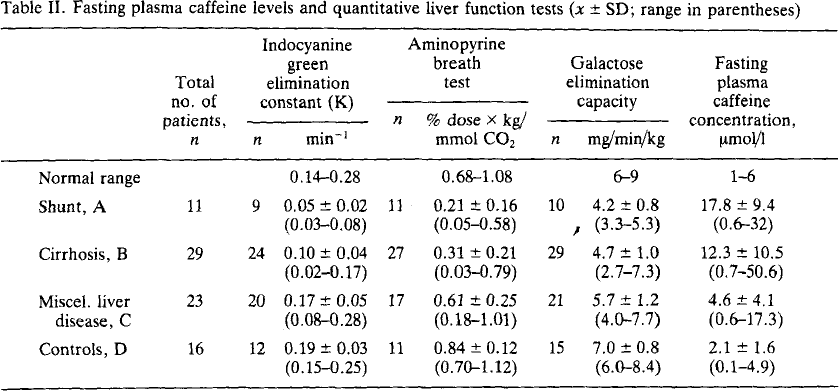 Table II. Fasting plasma caffeine levels and quantitative liver function tests (x ± SD; range in parentheses)
Total no. of patients, n | Indocyanine green elimination constant (K) n min⁻¹ | Aminopyrine breath test n % dose × kg/ mmol CO₂ | Galactose elimination capacity n mg/min/kg | Fasting plasma caffeine concentration, µmol/l
Normal range 0.14–0.28 0.68–1.08 6–9 1–6
Shunt, A 11 9 0.05 ± 0.02 11 0.21 ± 0.16 10 4.2 ± 0.8 17.8 ± 9.4
(0.03–0.08) (0.05–0.58) (3.3–5.3) (0.6–32)
Cirrhosis, B 29 24 0.10 ± 0.04 27 0.31 ± 0.21 29 4.7 ± 1.0 12.3 ± 10.5
(0.02–0.17) (0.03–0.79) (2.7–7.3) (0.7–50.6)
Miscel. liver 23 20 0.17 ± 0.05 17 0.61 ± 0.25 21 5.7 ± 1.2 4.6 ± 4.1
disease, C (0.08–0.28) (0.18–1.01) (4.0–7.7) (0.6–17.3)
Controls, D 16 12 0.19 ± 0.03 11 0.84 ± 0.12 15 7.0 ± 0.8 2.1 ± 1.6
(0.15–0.25) (0.70–1.12) (6.0–8.4) (0.1–4.9)